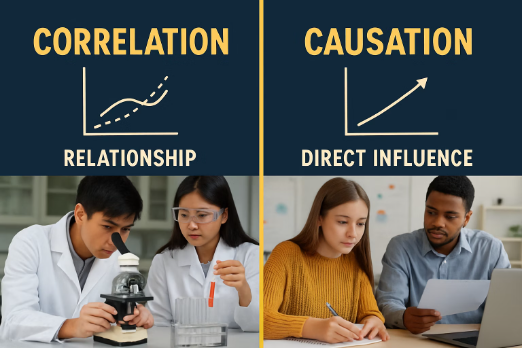 CORRELATION
RELATIONSHIP
CAUSATION
DIRECT INFLUENCE